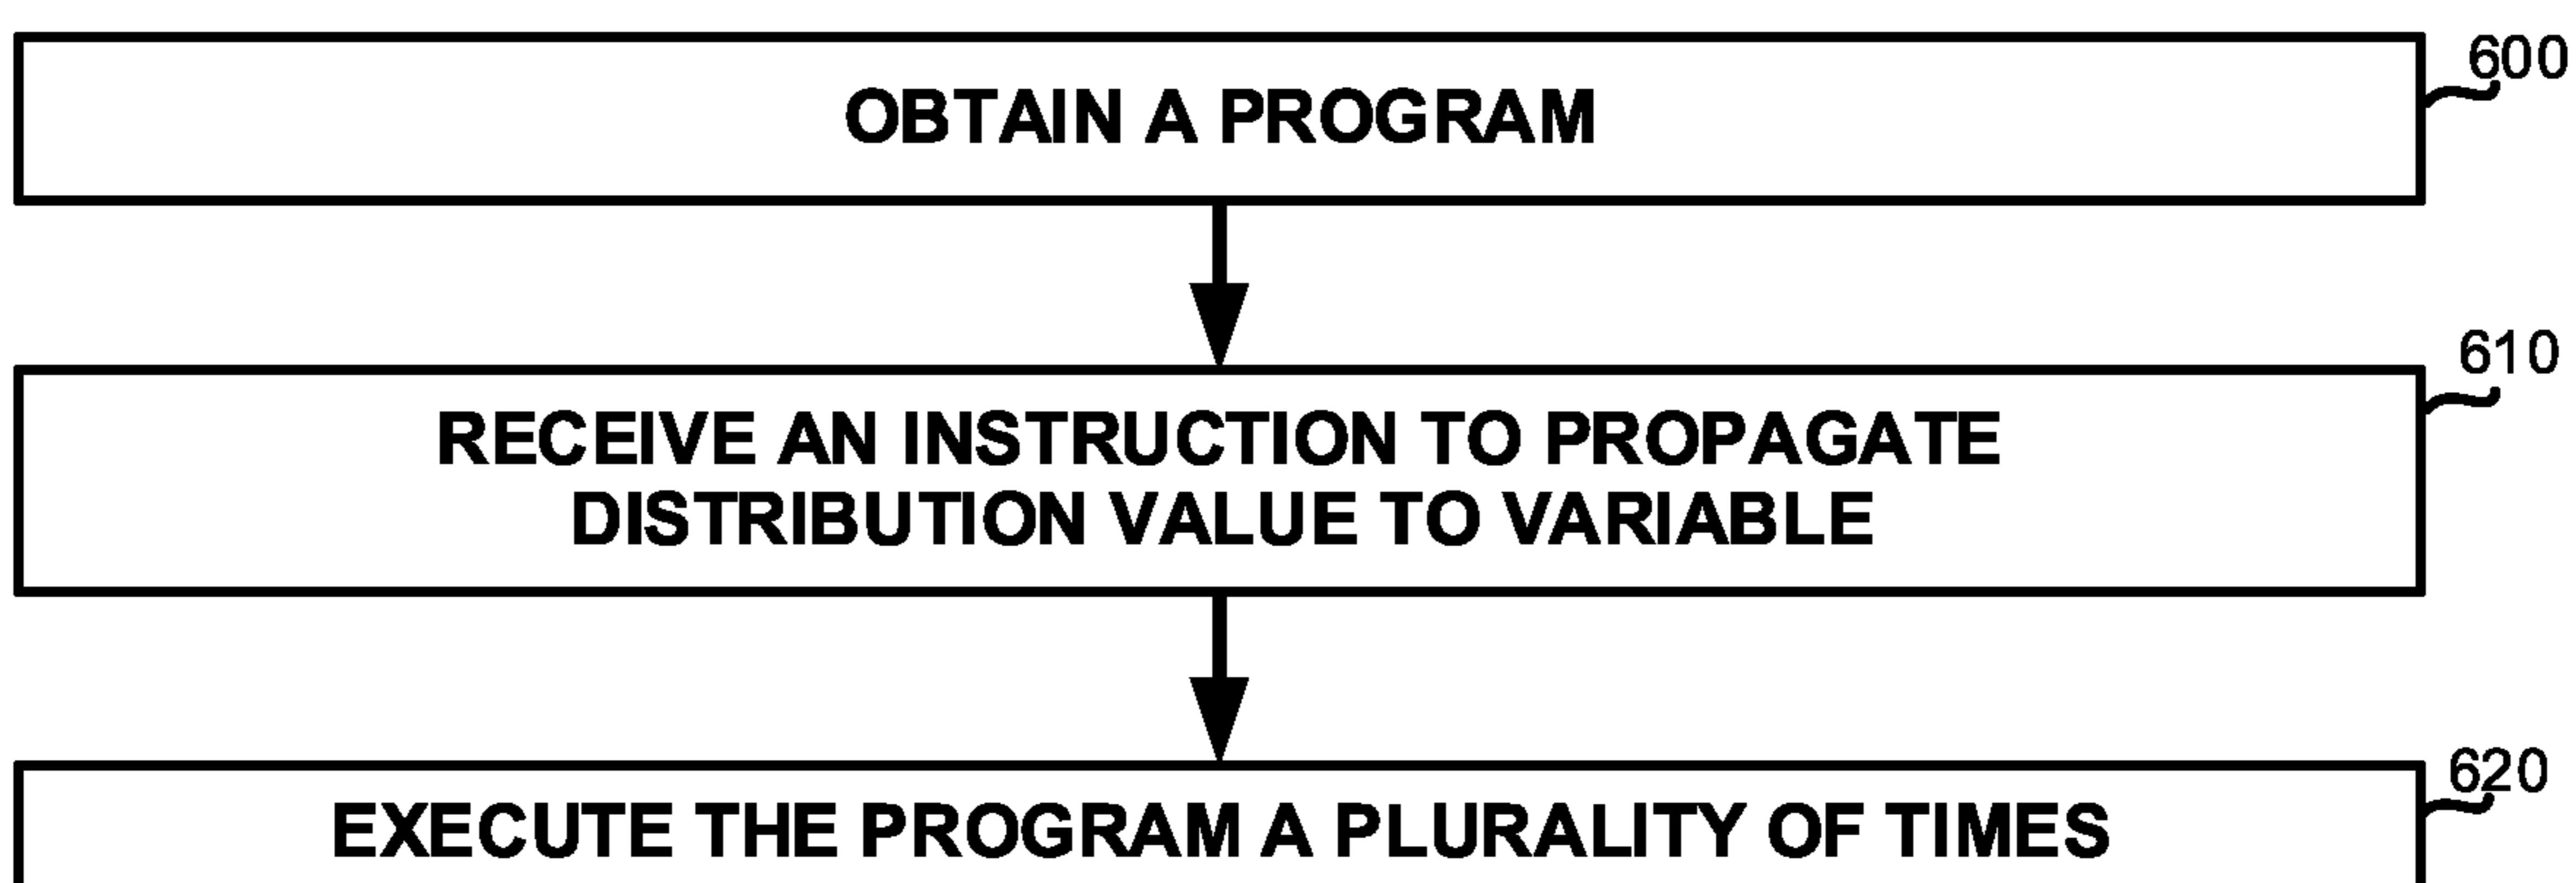 600
OBTAIN A PROGRAM
610
RECEIVE AN INSTRUCTION TO PROPAGATE
DISTRIBUTION VALUE TO VARIABLE
620
EXECUTE THE PROGRAM A PLURALITY OF TIMES